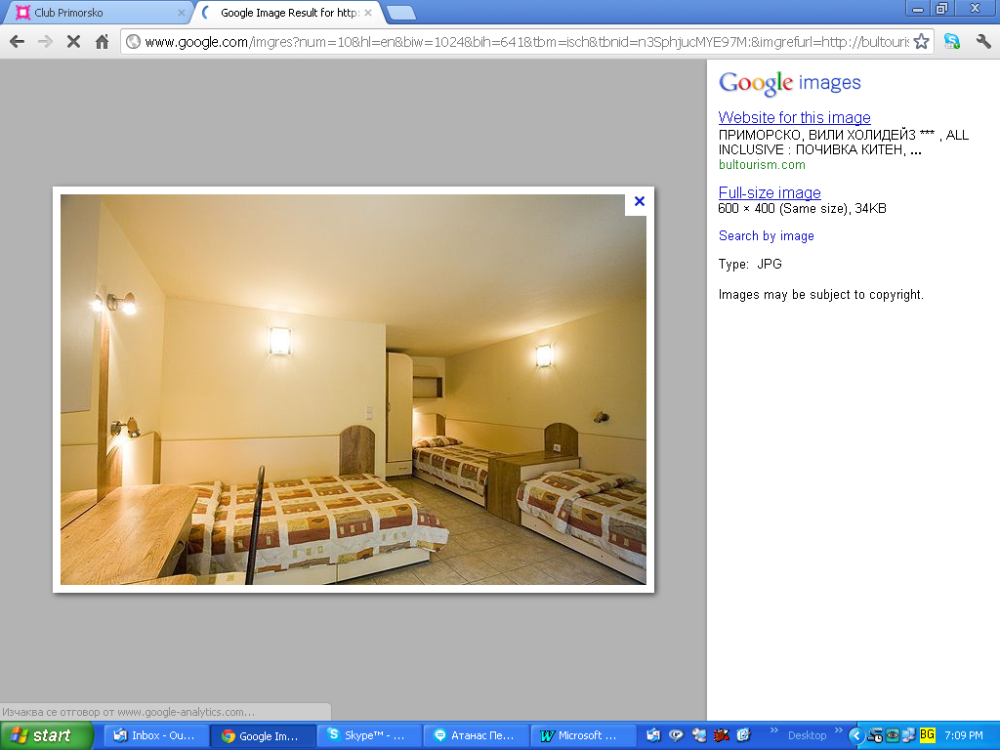 Club Primorsko
Google Image Result for http:
www.google.com/imgres?num=10&hl=en&biw=1024&bih=641&tbm=isch&tbnid=n3SphjucMYE97M:&imgrefurl=http://bultouris
Google images
Website for this image
ПРИМОРСКО, ВИЛИ ХОЛИДЕЙЗ *** , ALL
INCLUSIVE : ПОЧИВКА КИТЕН, ...
bultourism.com
Full-size image
600 × 400 (Same size), 34KB
Search by image
Type: JPG
Images may be subject to copyright.
Изчаква се отговор от www.google-analytics.com...
start
Inbox - Ou...
Google Im...
Skype™ - ...
Атанас Пе...
Microsoft ...
Desktop
BG
7:09 PM